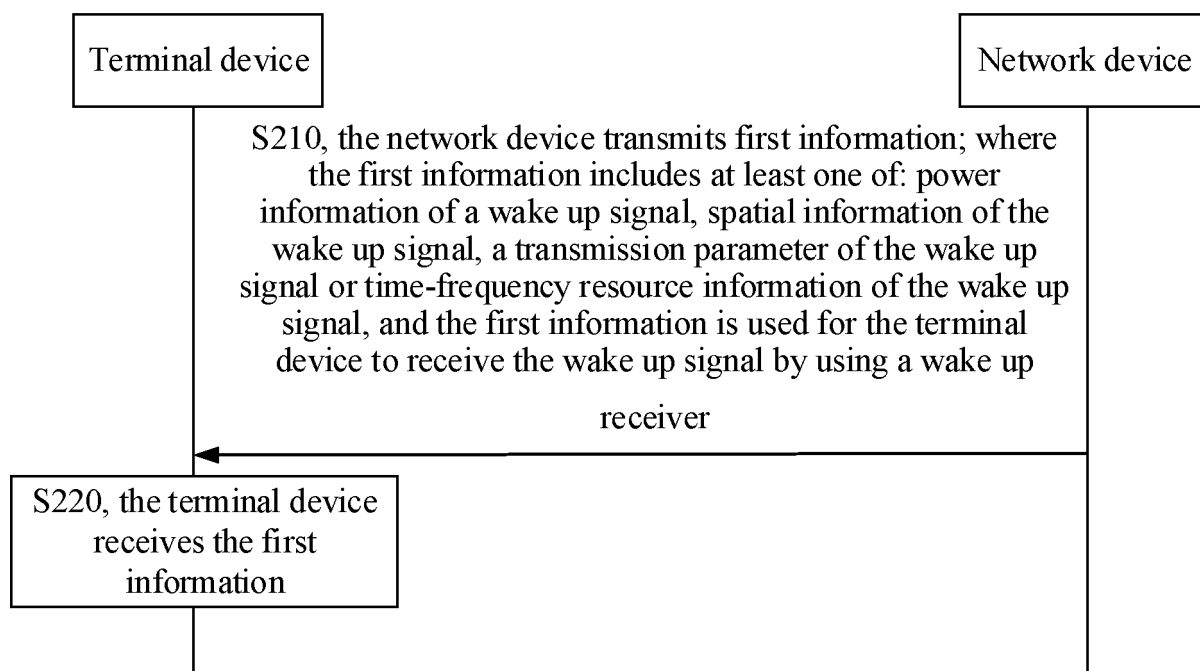 Terminal device
Network device
S210, the network device transmits first information; where
the first information includes at least one of: power
information of a wake up signal, spatial information of the
wake up signal, a transmission parameter of the wake up
signal or time-frequency resource information of the wake up
signal, and the first information is used for the terminal
device to receive the wake up signal by using a wake up
receiver
S220, the terminal device
receives the first
information